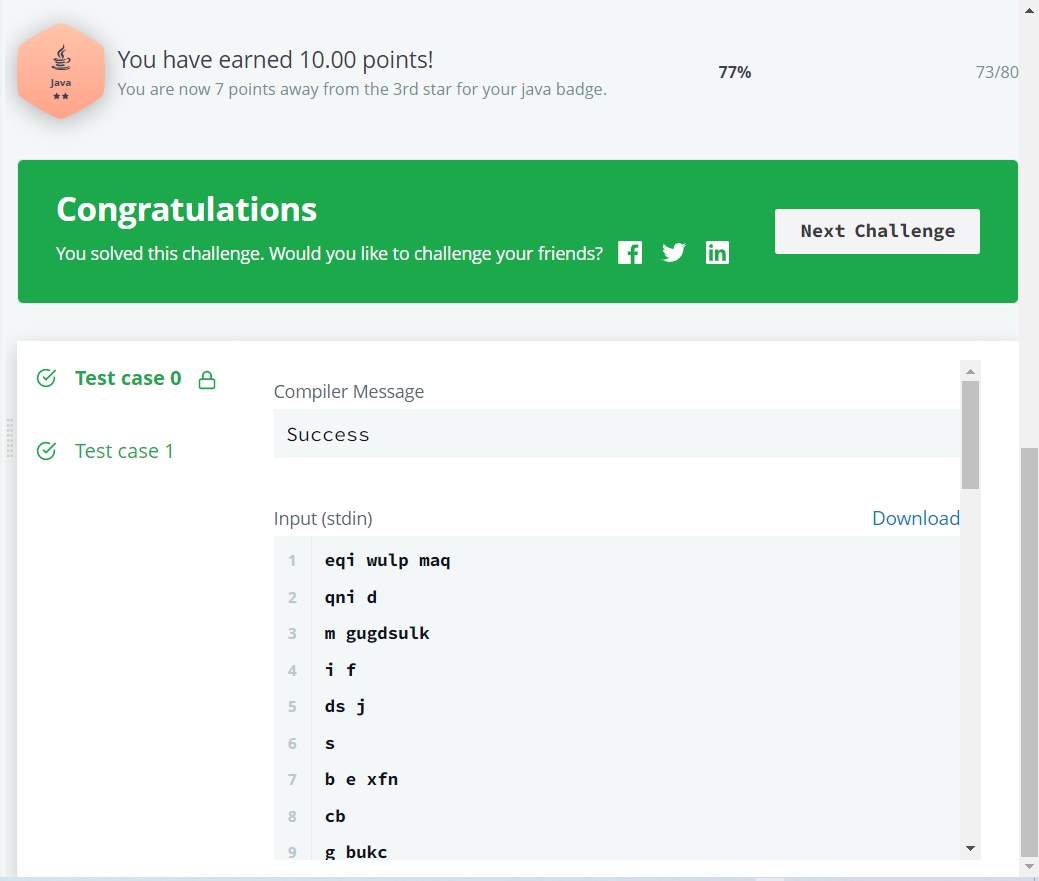 Java
You have earned 10.00 points!
You are now 7 points away from the 3rd star for your java badge.
77%
73/80
Congratulations
You solved this challenge. Would you like to challenge your friends?
Next Challenge
Test case 0
Test case 1
Compiler Message
Success
Input (stdin)
Download
1 eqi wulp maq
2 qni d
3 m gugdsulk
4 i f
5 ds j
6 s
7 b e xfn
8 cb
9 g bukc